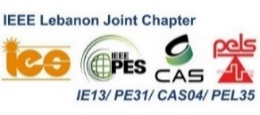 IEEE Lebanon Joint Chapter
ies IEEE PES CAS pels
IE13/ PE31/ CAS04/ PEL35